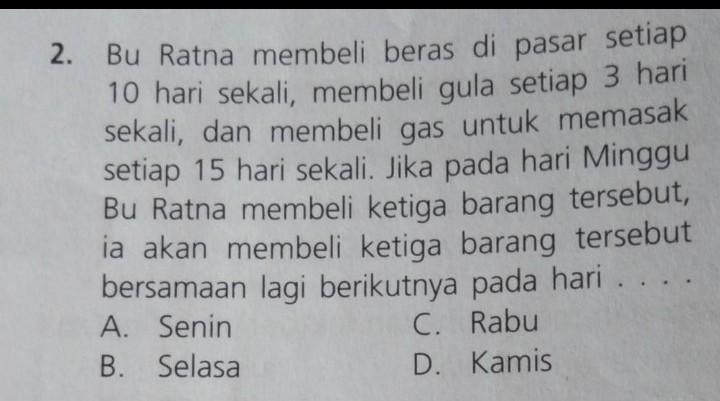 2. Bu Ratna membeli beras di pasar setiap
10 hari sekali, membeli gula setiap 3 hari
sekali, dan membeli gas untuk memasak
setiap 15 hari sekali. Jika pada hari Minggu
Bu Ratna membeli ketiga barang tersebut,
ia akan membeli ketiga barang tersebut
bersamaan lagi berikutnya pada hari . . . .
A. Senin C. Rabu
B. Selasa D. Kamis